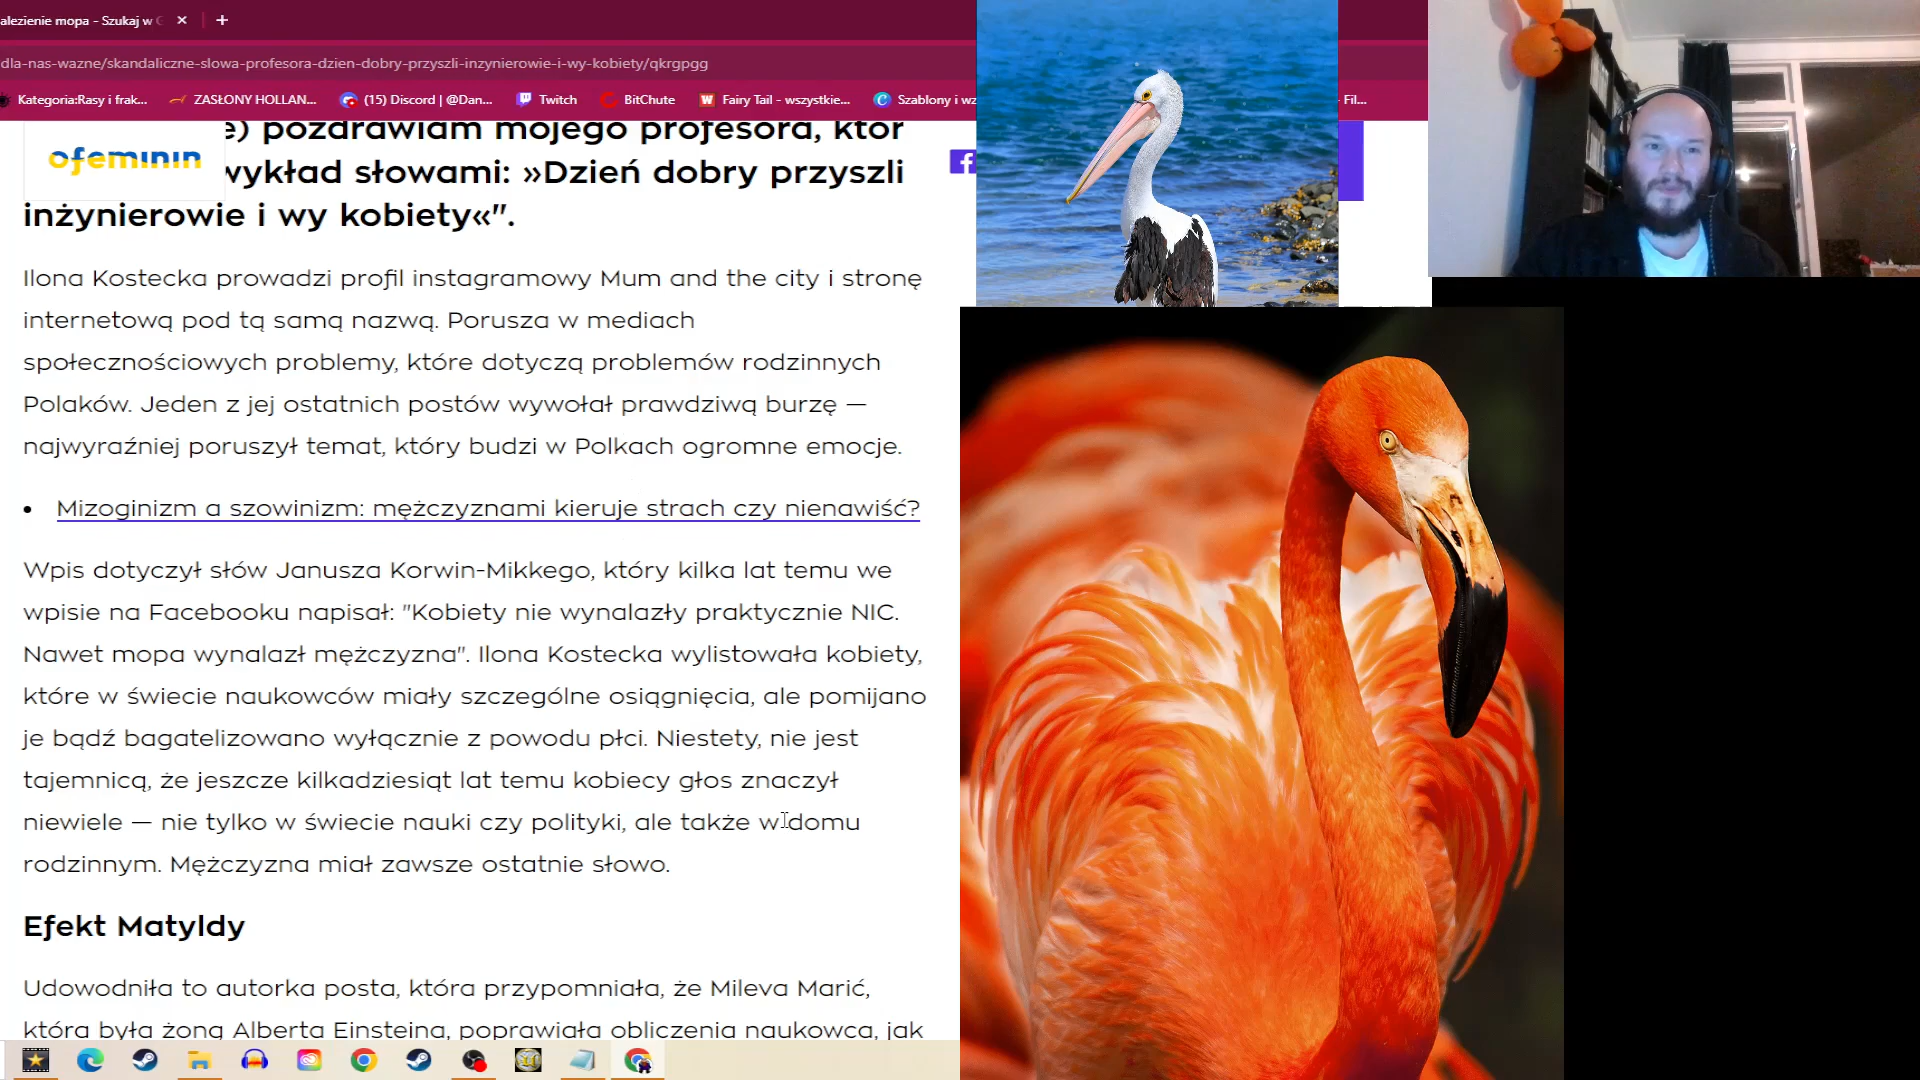 alezienie mopa - Szukaj w G
dla-nas-wazne/skandaliczne-slowa-profesora-dzien-dobry-przyszli-inzynierowie-i-wy-kobiety/qkrgpgg
Kategoria:Rasy i frak... ZASŁONY HOLLAN... (15) Discord | @Dan... Twitch BitChute Fairy Tail - wszystkie... Szablony i wz - Fil...
ofeminin
e) pozdrawiam mojego profesora, któr
wykład słowami: »Dzień dobry przyszli
inżynierowie i wy kobiety«".
Ilona Kostecka prowadzi profil instagramowy Mum and the city i stronę
internetową pod tą samą nazwą. Porusza w mediach
społecznościowych problemy, które dotyczą problemów rodzinnych
Polaków. Jeden z jej ostatnich postów wywołał prawdziwą burzę —
najwyraźniej poruszył temat, który budzi w Polkach ogromne emocje.
• Mizoginizm a szowinizm: mężczyznami kieruje strach czy nienawiść?
Wpis dotyczył słów Janusza Korwin-Mikkego, który kilka lat temu we
wpisie na Facebooku napisał: "Kobiety nie wynalazły praktycznie NIC.
Nawet mopa wynalazł mężczyzna". Ilona Kostecka wylistowała kobiety,
które w świecie naukowców miały szczególne osiągnięcia, ale pomijano
je bądź bagatelizowano wyłącznie z powodu płci. Niestety, nie jest
tajemnicą, że jeszcze kilkadziesiąt lat temu kobiecy głos znaczył
niewiele — nie tylko w świecie nauki czy polityki, ale także w domu
rodzinnym. Mężczyzna miał zawsze ostatnie słowo.
Efekt Matyldy
Udowodniła to autorka posta, która przypomniała, że Mileva Marić,
która była żoną Alberta Einsteina, poprawiała obliczenia naukowca, jak